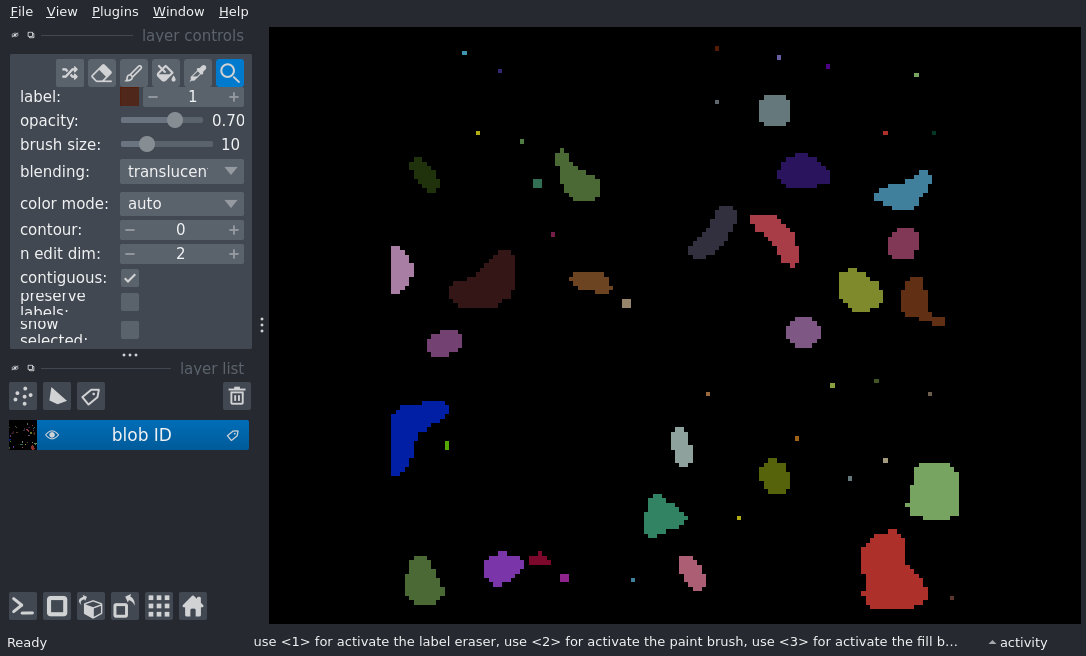 File View Plugins Window Help
layer controls
label: 1
opacity: 0.70
brush size: 10
blending: translucen
color mode: auto
contour: 0
n edit dim: 2
contiguous:
preserve
labels:
show
selected:
layer list
blob ID
Ready use <1> for activate the label eraser, use <2> for activate the paint brush, use <3> for activate the fill b... activity